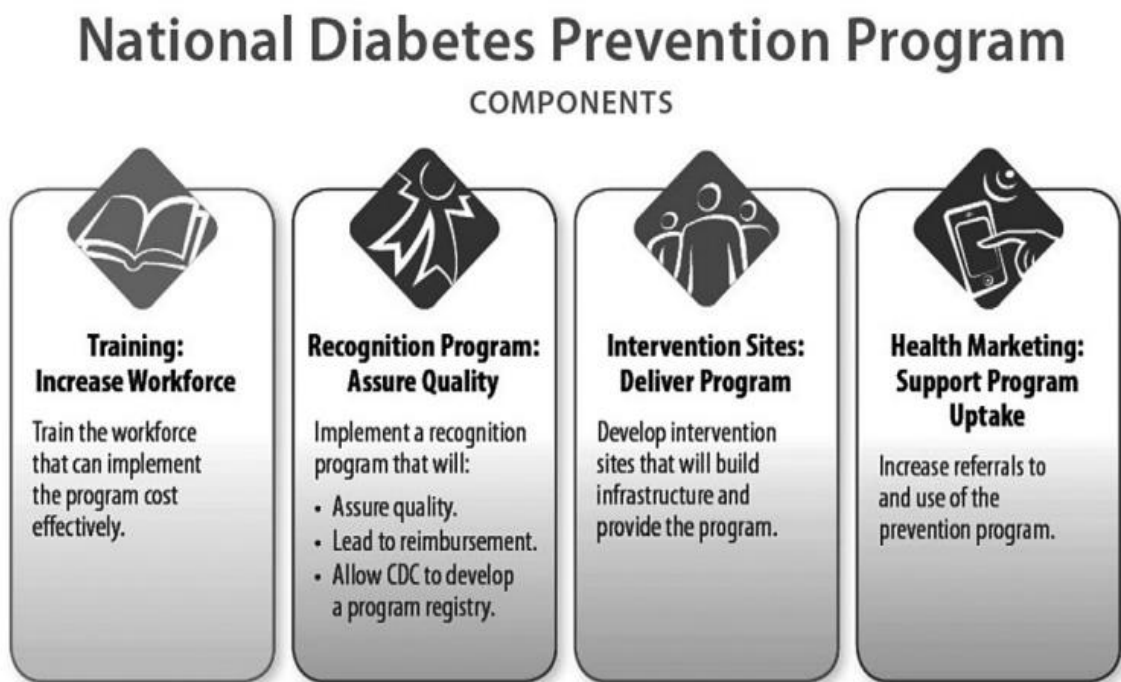 National Diabetes Prevention Program
COMPONENTS
Training:
Increase Workforce
Train the workforce
that can implement
the program cost
effectively.
Recognition Program:
Assure Quality
Implement a recognition
program that will:
• Assure quality.
• Lead to reimbursement.
• Allow CDC to develop
a program registry.
Intervention Sites:
Deliver Program
Develop intervention
sites that will build
infrastructure and
provide the program.
Health Marketing:
Support Program
Uptake
Increase referrals to
and use of the
prevention program.